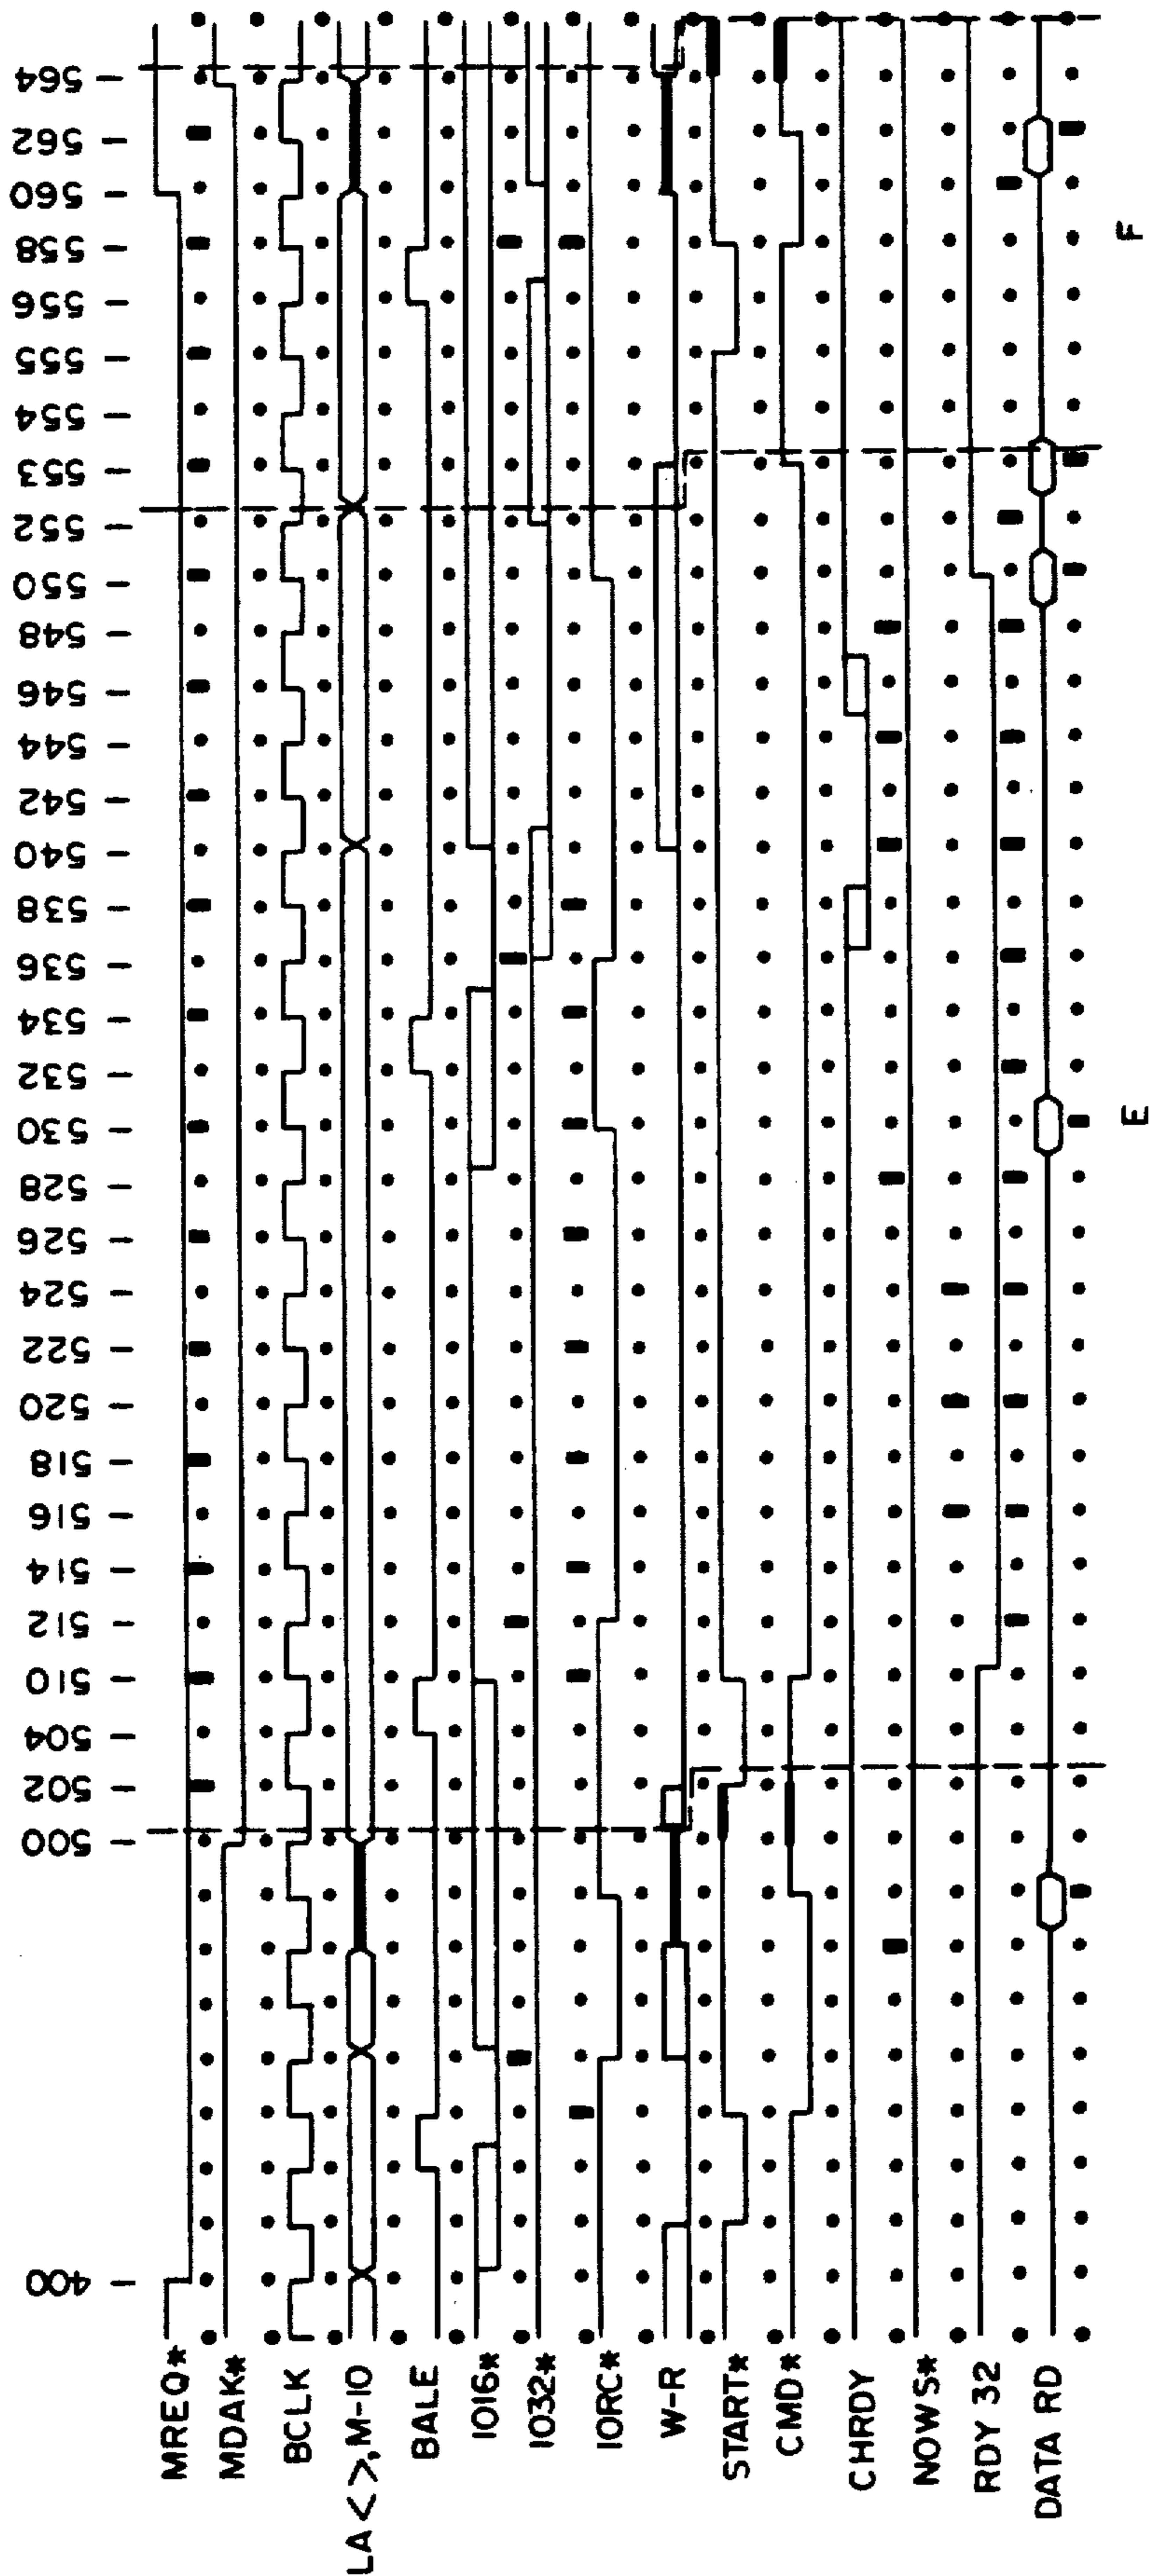 400
500
502
504
510
512
514
516
518
520
522
524
526
528
530
532
534
536
538
540
542
544
546
548
550
552
553
554
555
556
558
560
562
564
MREQ*
MDAK*
BCLK
LA< >,M-IO
BALE
IO16*
IO32*
IORC*
W-R
START*
CMD*
CHRDY
NOWS*
RDY 32
DATA RD
E
F